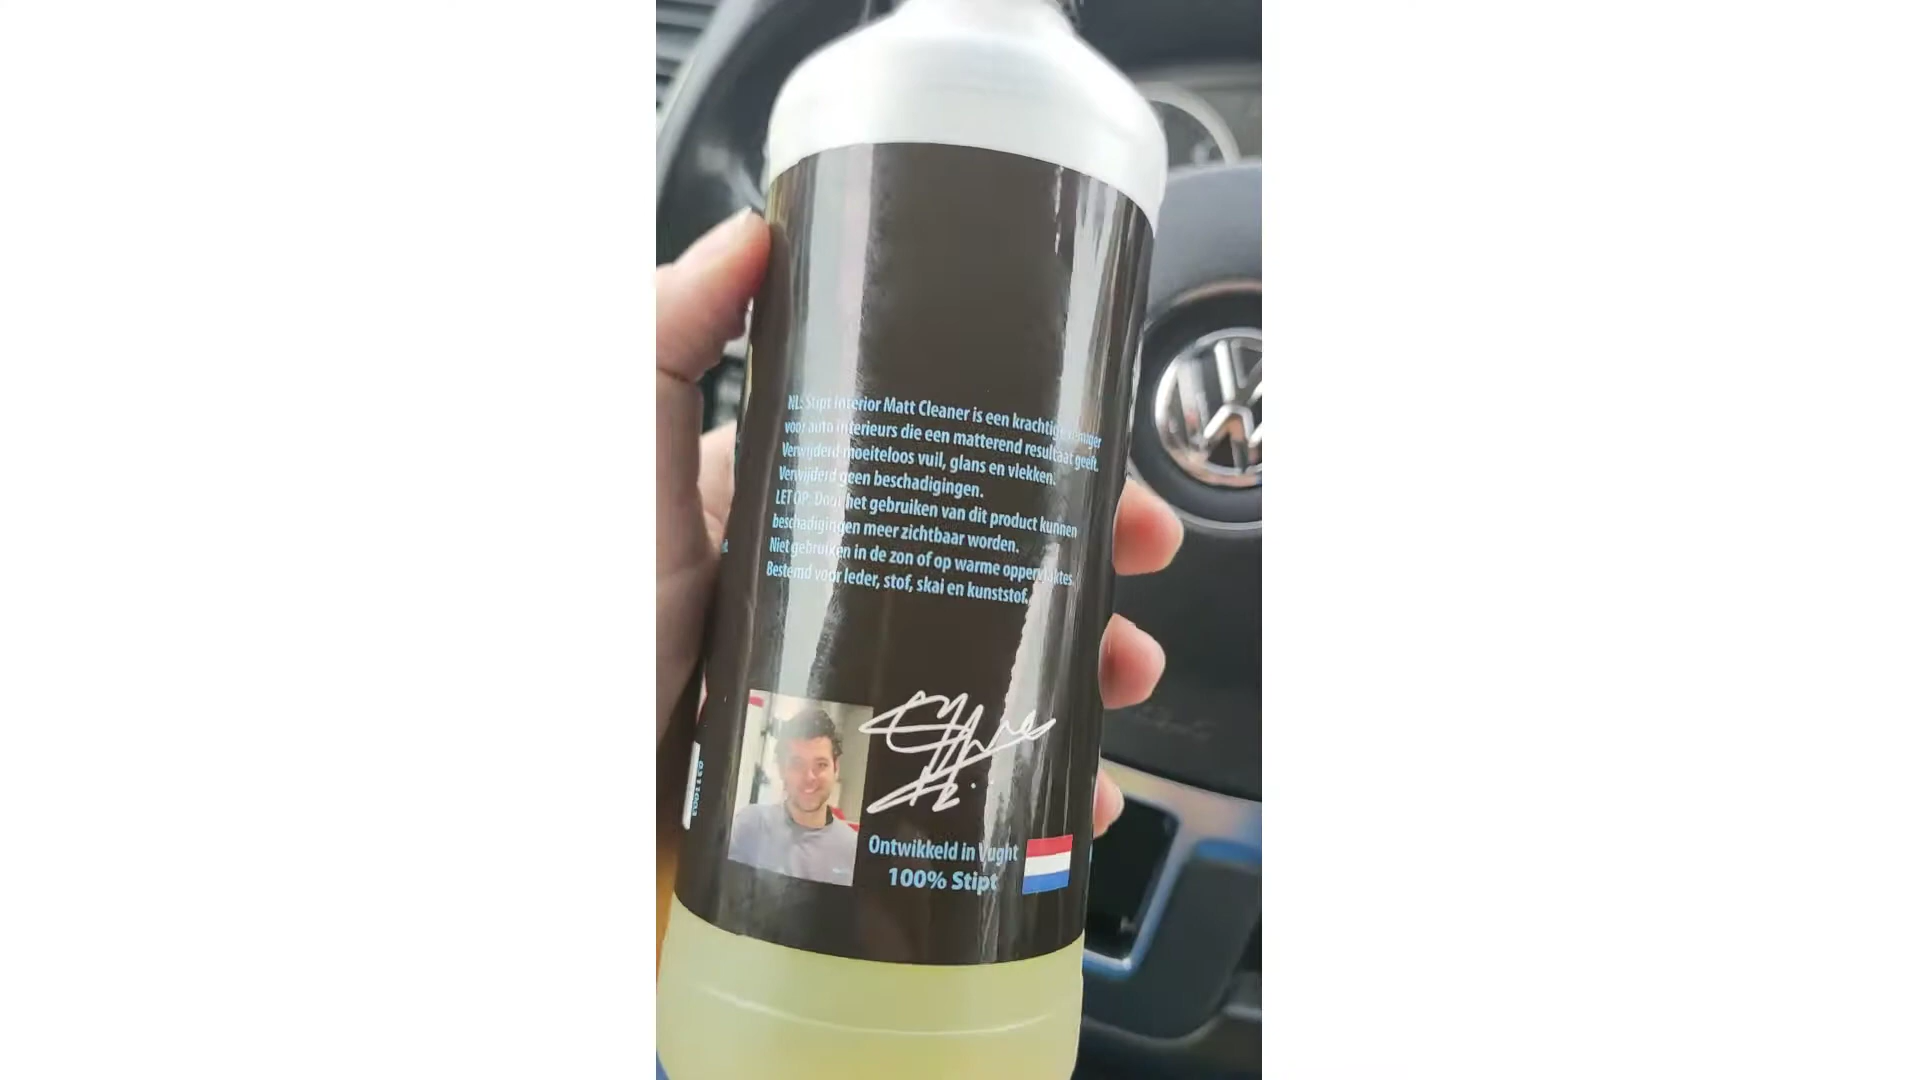 NL: Stipt Interior Matt Cleaner is een krachtige reiniger
voor auto interieurs die een matterend resultaat geeft.
Verwijderd moeiteloos vuil, glans en vlekken.
Verwijderd geen beschadigingen.
LET OP: Door het gebruiken van dit product kunnen
beschadigingen meer zichtbaar worden.
Niet gebruiken in de zon of op warme oppervlaktes.
Bestemd voor leder, stof, skai en kunststof.
Ontwikkeld in Vught
100% Stipt